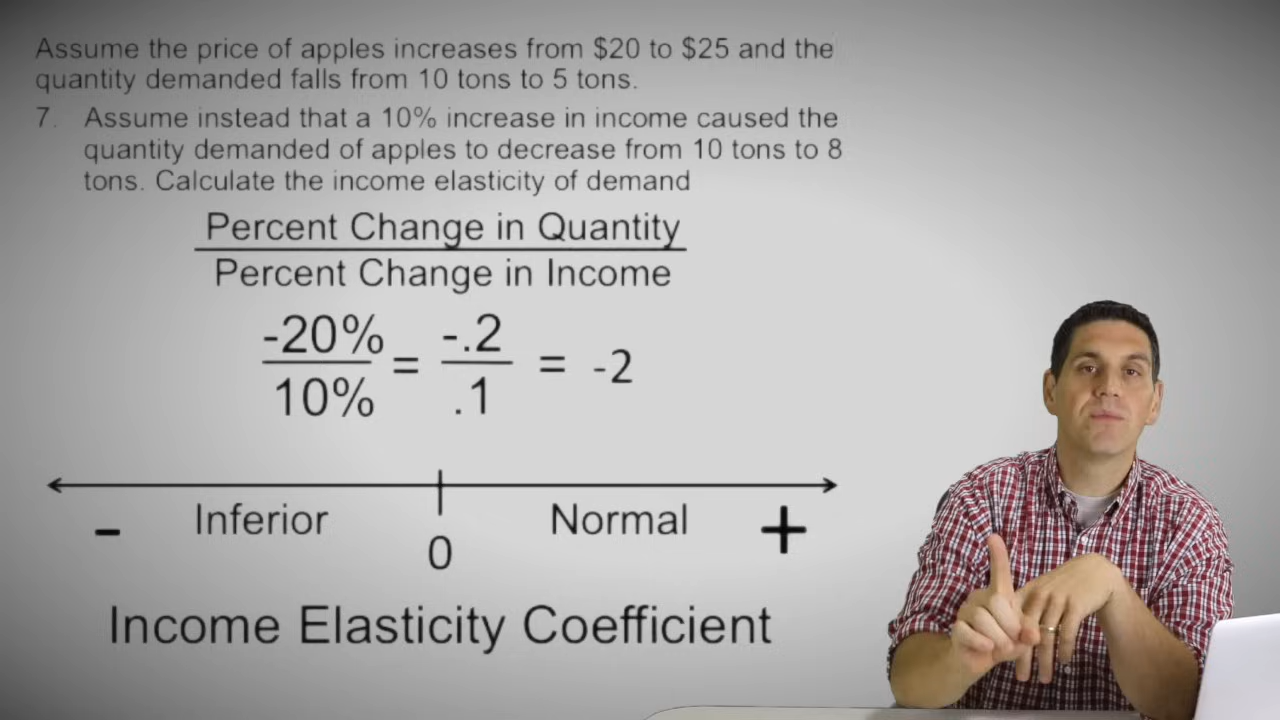 Assume the price of apples increases from $20 to $25 and the
quantity demanded falls from 10 tons to 5 tons.
7. Assume instead that a 10% increase in income caused the
quantity demanded of apples to decrease from 10 tons to 8
tons. Calculate the income elasticity of demand
Percent Change in Quantity
Percent Change in Income
-20% = -.2 = -2
10% .1
- Inferior Normal +
0
Income Elasticity Coefficient